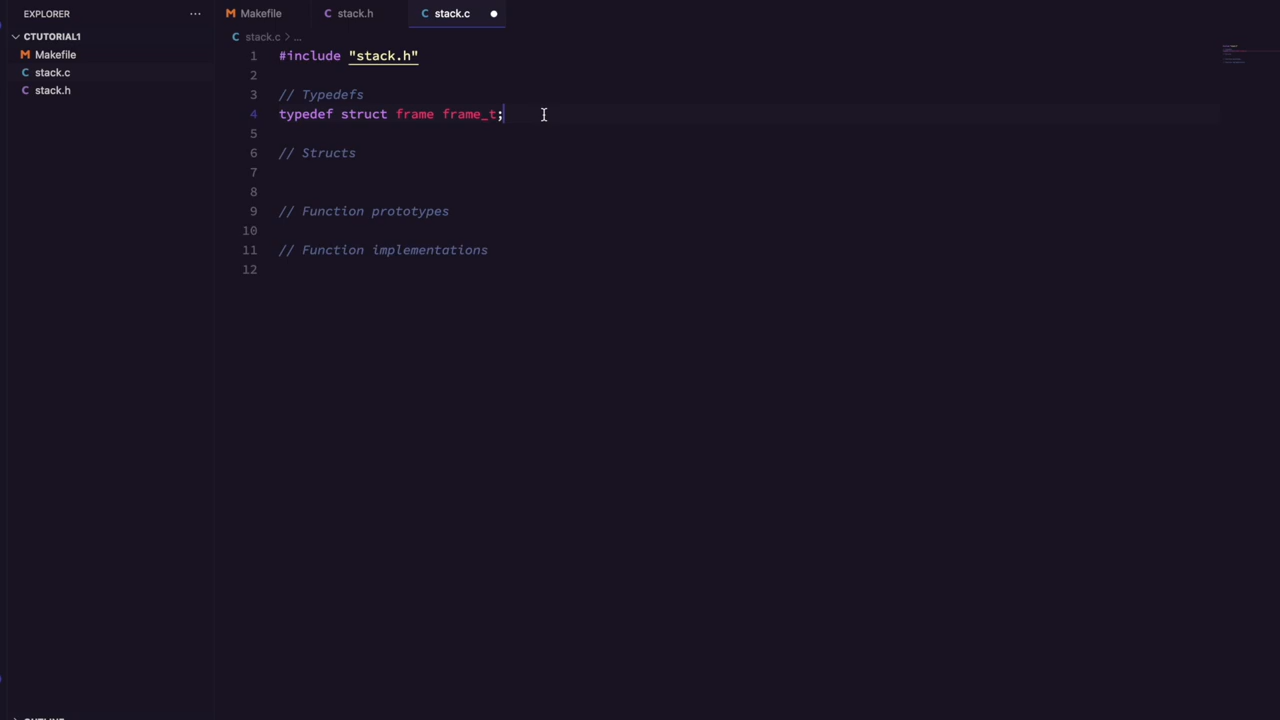 EXPLORER ...
CTUTORIAL1
M Makefile
C stack.c
C stack.h
M Makefile C stack.h C stack.c
C stack.c > ...
1 #include "stack.h"
2
3 // Typedefs
4 typedef struct frame frame_t;
5
6 // Structs
7
8
9 // Function prototypes
10
11 // Function implementations
12